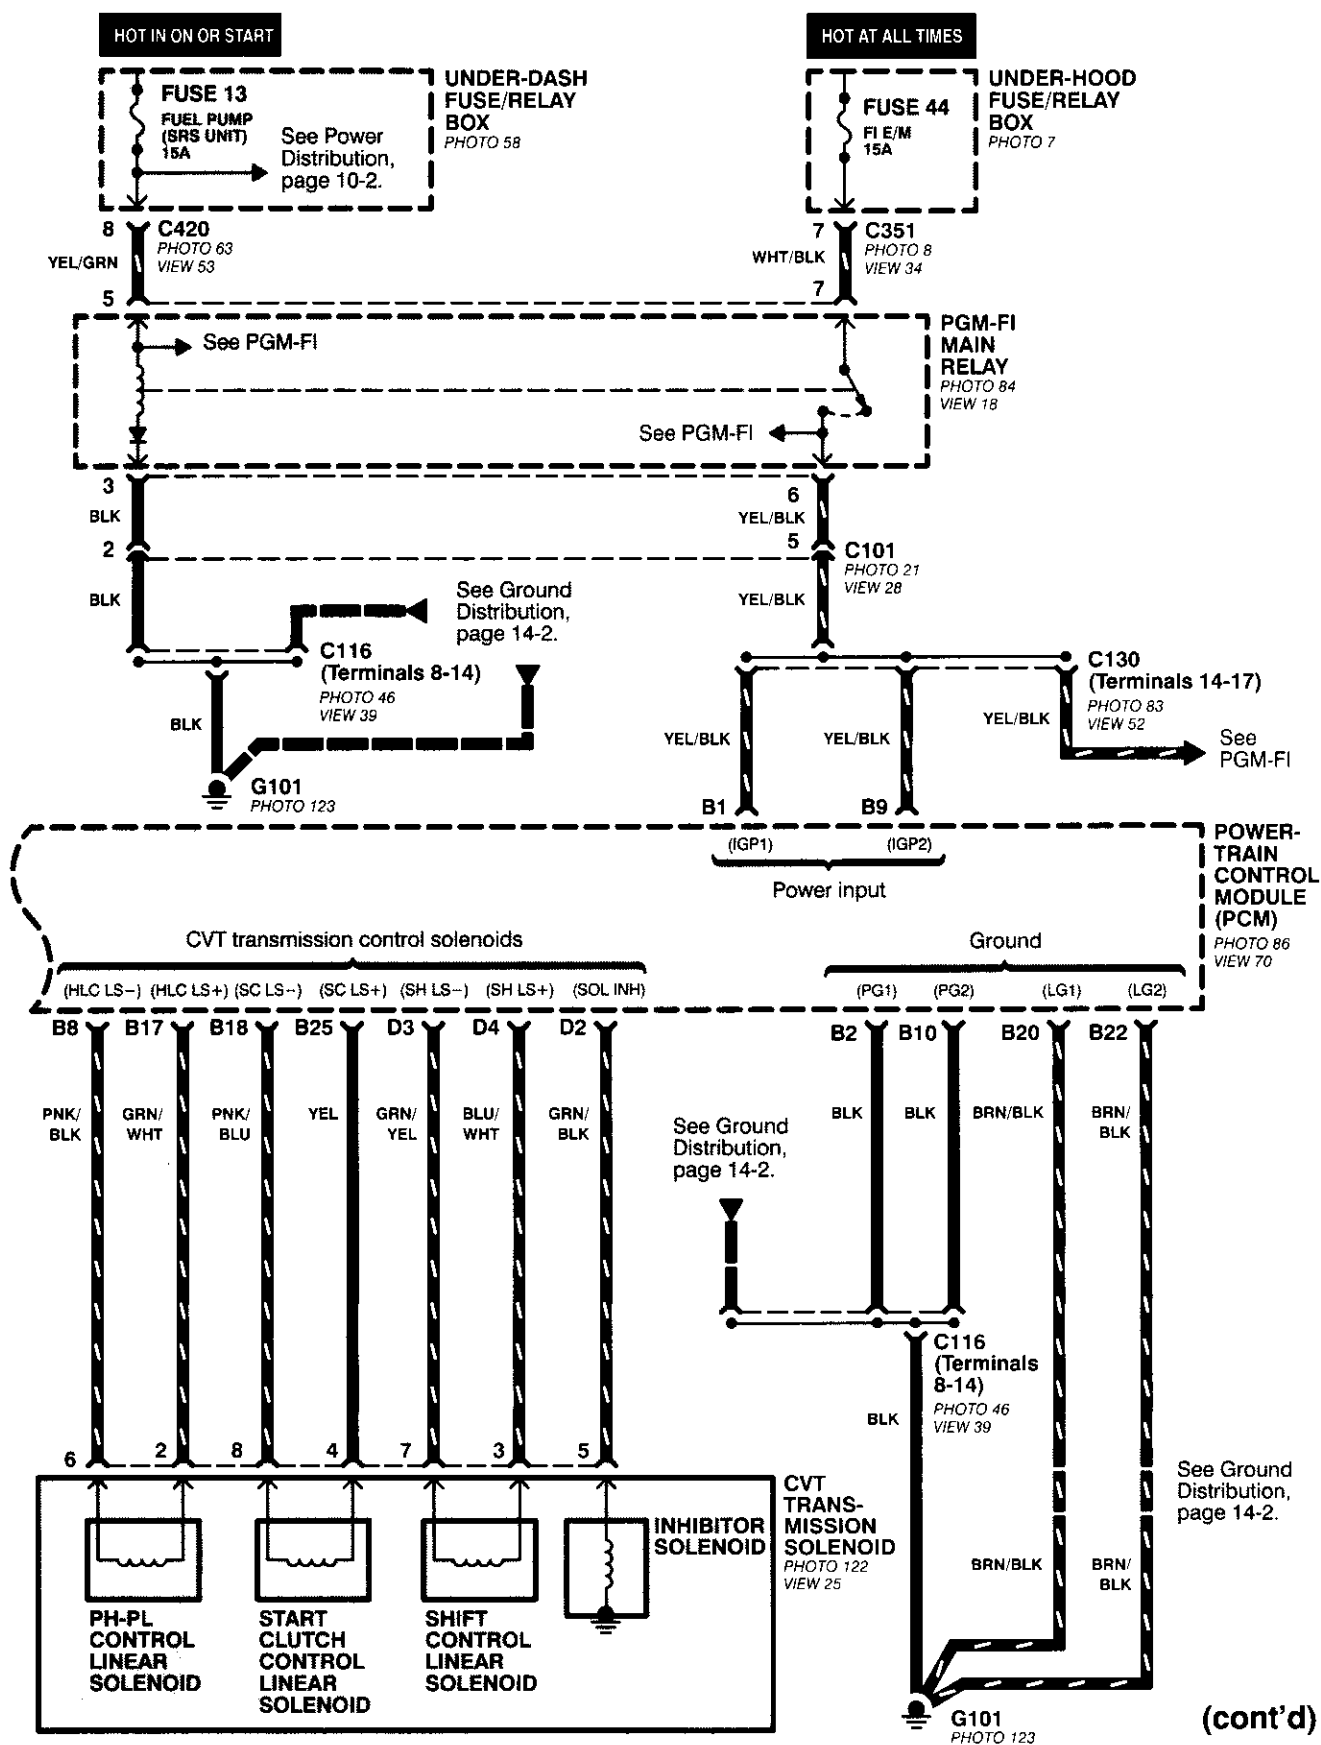 HOT IN ON OR START
HOT AT ALL TIMES
FUSE 13
FUEL PUMP
(SRS UNIT)
15A
See Power
Distribution,
page 10-2.
UNDER-DASH
FUSE/RELAY
BOX
PHOTO 58
FUSE 44
FI E/M
15A
UNDER-HOOD
FUSE/RELAY
BOX
PHOTO 7
8
C420
PHOTO 63
VIEW 53
YEL/GRN
5
7
C351
PHOTO 8
VIEW 34
WHT/BLK
7
See PGM-FI
See PGM-FI
PGM-FI
MAIN
RELAY
PHOTO 84
VIEW 18
3
BLK
2
6
YEL/BLK
5
C101
PHOTO 21
VIEW 28
BLK
YEL/BLK
See Ground
Distribution,
page 14-2.
C116
(Terminals 8-14)
PHOTO 46
VIEW 39
BLK
G101
PHOTO 123
C130
(Terminals 14-17)
PHOTO 83
VIEW 52
YEL/BLK
YEL/BLK
YEL/BLK
See
PGM-FI
B1
B9
(IGP1)
(IGP2)
Power input
POWER-
TRAIN
CONTROL
MODULE
(PCM)
PHOTO 86
VIEW 70
CVT transmission control solenoids
Ground
(HLC LS−) (HLC LS+) (SC LS−) (SC LS+) (SH LS−) (SH LS+) (SOL INH)
(PG1) (PG2) (LG1) (LG2)
B8 B17 B18 B25 D3 D4 D2
B2 B10 B20 B22
PNK/
BLK
GRN/
WHT
PNK/
BLU
YEL
GRN/
YEL
BLU/
WHT
GRN/
BLK
BLK
BLK
BRN/BLK
BRN/
BLK
See Ground
Distribution,
page 14-2.
C116
(Terminals
8-14)
PHOTO 46
VIEW 39
BLK
6 2 8 4 7 3 5
CVT
TRANS-
MISSION
SOLENOID
PHOTO 122
VIEW 25
INHIBITOR
SOLENOID
PH-PL
CONTROL
LINEAR
SOLENOID
START
CLUTCH
CONTROL
LINEAR
SOLENOID
SHIFT
CONTROL
LINEAR
SOLENOID
See Ground
Distribution,
page 14-2.
BRN/BLK
BRN/
BLK
G101
PHOTO 123
(cont'd)